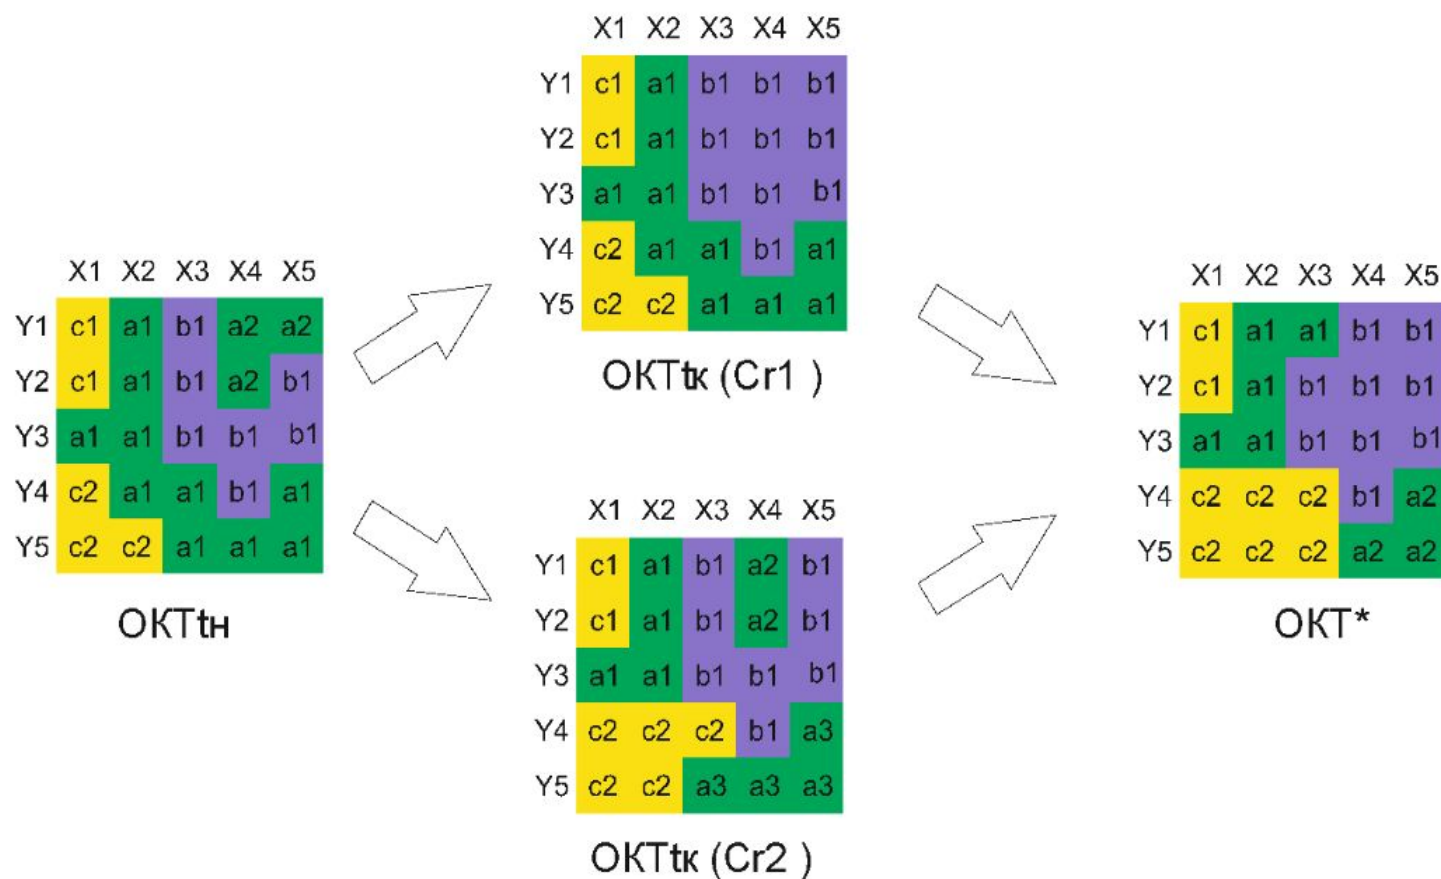 X1 X2 X3 X4 X5
Y1 c1 a1 b1 b1 b1
Y2 c1 a1 b1 b1 b1
Y3 a1 a1 b1 b1 b1
Y4 c2 a1 a1 b1 a1
Y5 c2 c2 a1 a1 a1
ОКТtк (Cr1 )
X1 X2 X3 X4 X5
Y1 c1 a1 b1 a2 a2
Y2 c1 a1 b1 a2 b1
Y3 a1 a1 b1 b1 b1
Y4 c2 a1 a1 b1 a1
Y5 c2 c2 a1 a1 a1
ОКТtн
X1 X2 X3 X4 X5
Y1 c1 a1 b1 a2 b1
Y2 c1 a1 b1 a2 b1
Y3 a1 a1 b1 b1 b1
Y4 c2 c2 c2 b1 a3
Y5 c2 c2 a3 a3 a3
ОКТtк (Cr2 )
X1 X2 X3 X4 X5
Y1 c1 a1 a1 b1 b1
Y2 c1 a1 b1 b1 b1
Y3 a1 a1 b1 b1 b1
Y4 c2 c2 c2 b1 a2
Y5 c2 c2 c2 a2 a2
ОКТ*